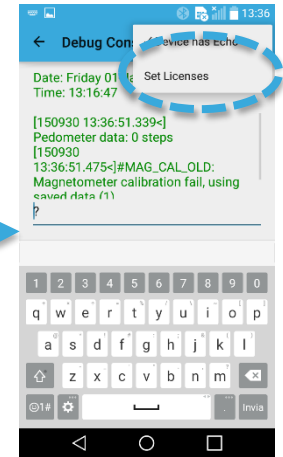 13:36
Debug Con
Device has Echo
Set Licenses
Date: Friday 01
Time: 13:16:47
[150930 13:36:51.339<]
Pedometer data: 0 steps
[150930
13:36:51.475<]#MAG_CAL_OLD:
Magnetometer calibration fail, using
saved data (1)
?
1 2 3 4 5 6 7 8 9 0
q w e r t y u i o p
a s d f g h j k l
z x c v b n m
☺1# .
Invia